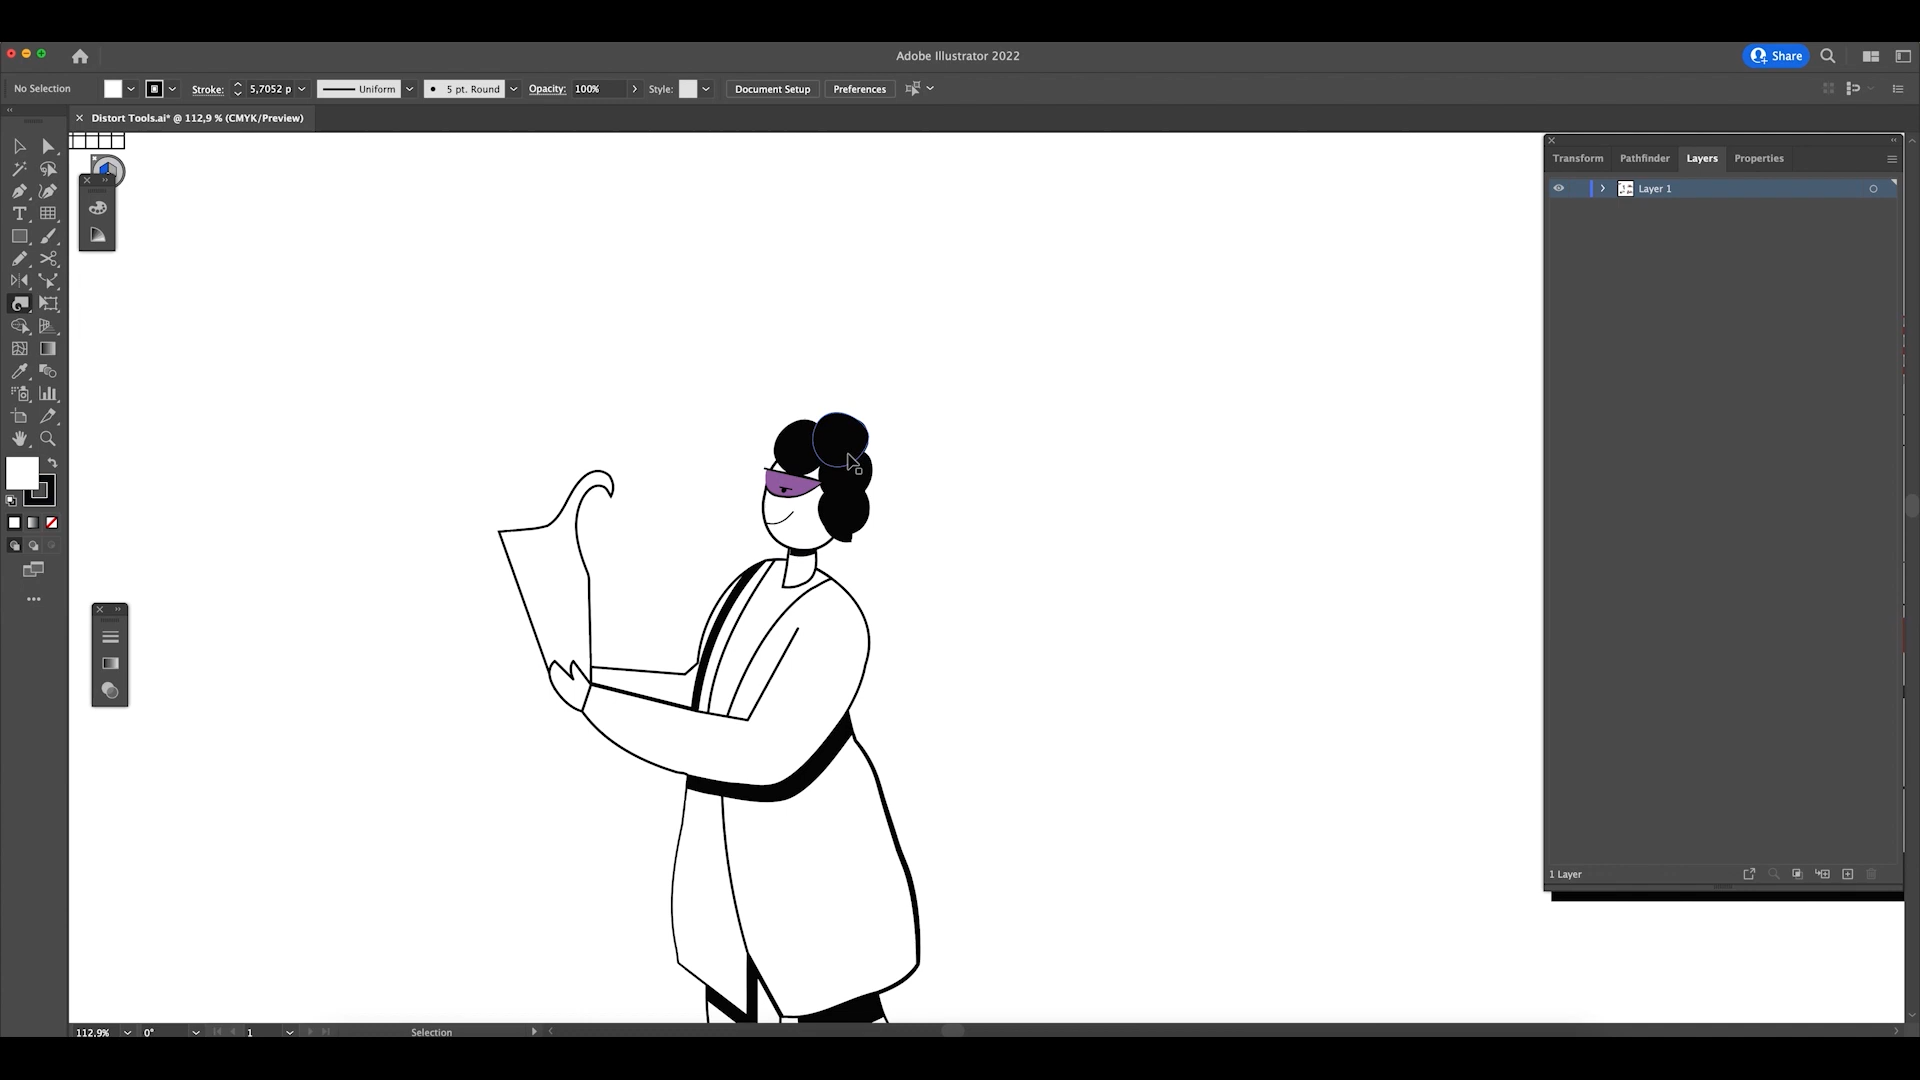 Adobe Illustrator 2022
Share
No Selection
Stroke:
5,7052 p
Uniform
5 pt. Round
Opacity:
100%
Style:
Document Setup
Preferences
Distort Tools.ai* @ 112,9 % (CMYK/Preview)
Transform
Pathfinder
Layers
Properties
Layer 1
1 Layer
112,9%
0°
1
Selection